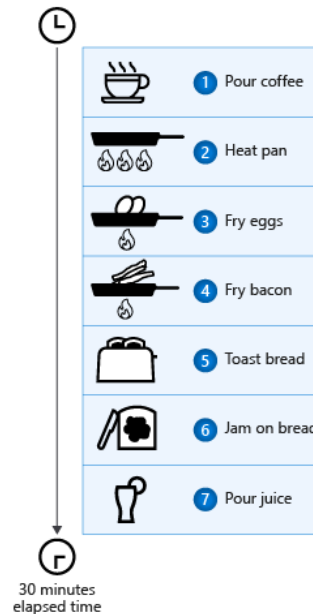 1 Pour coffee
2 Heat pan
3 Fry eggs
4 Fry bacon
5 Toast bread
6 Jam on bread
7 Pour juice
30 minutes
elapsed time